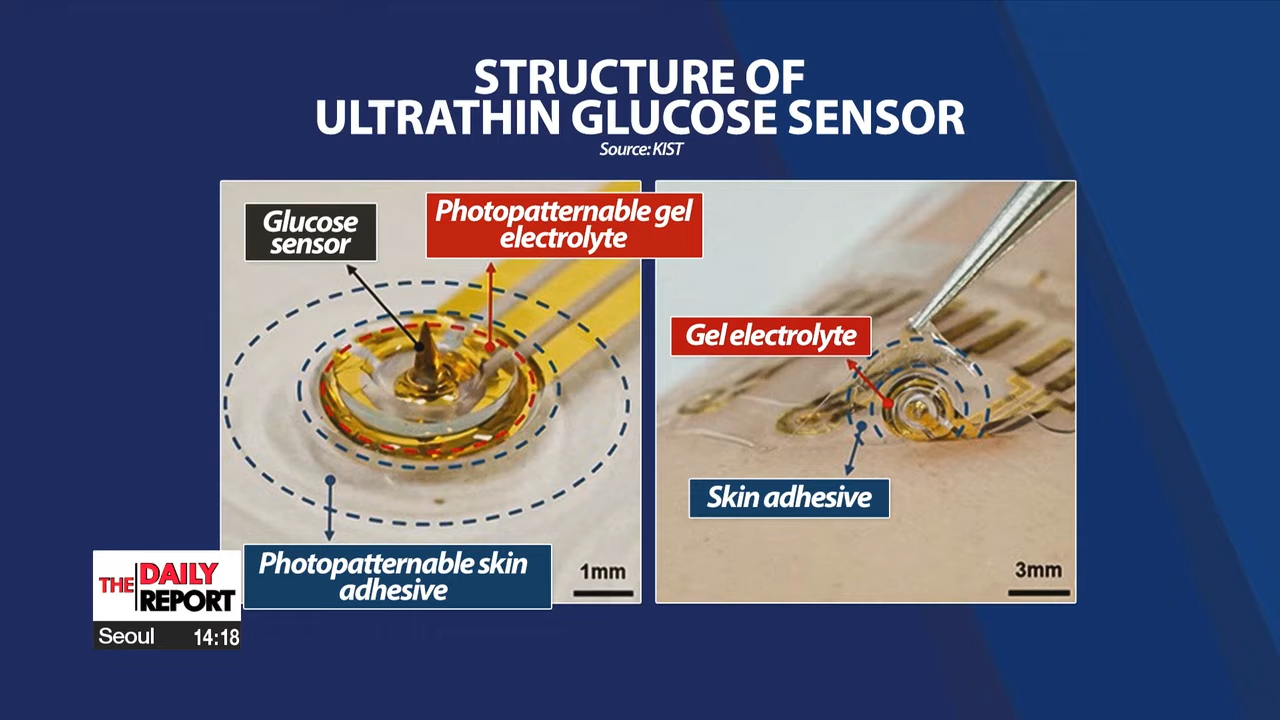 STRUCTURE OF
ULTRATHIN GLUCOSE SENSOR
Source: KIST
Glucose
sensor
Photopatternable gel
electrolyte
Photopatternable skin
adhesive
1mm
Gel electrolyte
Skin adhesive
3mm
THE DAILY
REPORT
Seoul 14:18